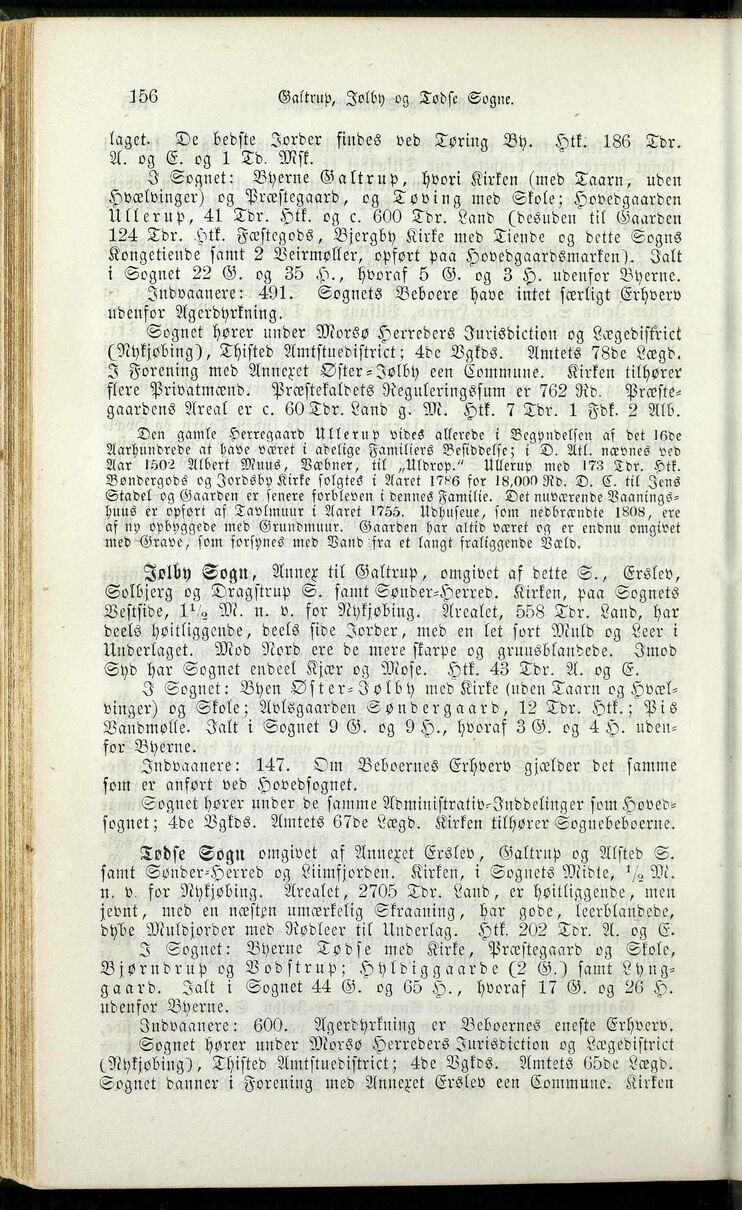 156 Galtrup, Jølby og Tødse Sogne.
laget. De bedste Jorder findes ved Tøring By. Htk. 186 Tdr.
A. og E. og 1 Td. Msk.
I Sognet: Byerne Galtrup, hvori Kirken (med Taarn, uden
Hvælvinger) og Præstegaard, og Tøving med Skole; Hovedgaarden
Ullerup, 41 Tdr. Htk. og c. 600 Tdr. Land (desuden til Gaarden
124 Tdr. Htk. Fæstegods, Bjergby Kirke med Tiende og dette Sogns
Kongetiende samt 2 Veirmøller, opført paa Hovedgaardsmarken). Ialt
i Sognet 22 G. og 35 H., hvoraf 5 G. og 3 H. udenfor Byerne.
Indvaanere: 491. Sognets Beboere have intet særligt Erhverv
udenfor Agerdyrkning.
Sognet hører under Morsø Herreders Jurisdiction og Lægedistrict
(Nykjøbing), Thisted Amtstuedistrict; 4de Vgkds. Amtets 78de Lægd.
I Forening med Annexet Øster-Jølby een Commune. Kirken tilhører
flere Privatmænd. Præstekaldets Reguleringssum er 762 Rd. Præste-
gaardens Areal er c. 60 Tdr. Land g. M. Htk. 7 Tdr. 1 Fdk. 2 Alb.
Den gamle Herregaard Ullerup vides allerede i Begyndelsen af det 16de
Aarhundrede at have været i adelige Familiers Besiddelse; i D. Atl. nævnes ved
Aar 1502 Albert Muus, Væbner, til „Uldrop.“ Ullerup med 173 Tdr. Htk.
Bøndergods og Jordsby Kirke solgtes i Aaret 1786 for 18,000 Rd. D. C. til Jens
Stadel og Gaarden er senere forbleven i dennes Familie. Det nuværende Vaanings-
huus er opført af Tavlmuur i Aaret 1755. Udhusene, som nedbrændte 1808, ere
af ny opbyggede med Grundmuur. Gaarden har altid været og er endnu omgivet
med Grave, som forsynes med Vand fra et langt fraliggende Væld.
Jølby Sogn, Annex til Galtrup, omgivet af dette S., Erslev,
Solbjerg og Dragstrup S. samt Sønder-Herred. Kirken, paa Sognets
Vestside, 1 1/2 M. n. v. for Nykjøbing. Arealet, 558 Tdr. Land, har
deels høitliggende, deels side Jorder, med en let sort Muld og Leer i
Underlaget. Mod Nord ere de mere skarpe og gruusblandede. Imod
Syd har Sognet endeel Kjær og Mose. Htk. 43 Tdr. A. og E.
I Sognet: Byen Øster-Jølby med Kirke (uden Taarn og Hvæl-
vinger) og Skole; Avlsgaarden Søndergaard, 12 Tdr. Htk.; Pis
Vandmølle. Ialt i Sognet 9 G. og 9 H., hvoraf 3 G. og 4 H. uden-
for Byerne.
Indvaanere: 147. Om Beboernes Erhverv gjælder det samme
som er anført ved Hovedsognet.
Sognet hører under de samme Administrativ-Inddelinger som Hoved-
sognet; 4de Vgkds. Amtets 67de Lægd. Kirken tilhører Sognebeboerne.
Tødse Sogn omgivet af Annexet Erslev, Galtrup og Alsted S.
samt Sønder-Herred og Liimfjorden. Kirken, i Sognets Midte, 1/2 M.
n. v. for Nykjøbing. Arealet, 2705 Tdr. Land, er høitliggende, men
jevnt, med en næsten umærkelig Skraaning, har gode, leerblandede,
dybe Muldjorder med Rødleer til Underlag. Htk. 202 Tdr. A. og E.
I Sognet: Byerne Tødse med Kirke, Præstegaard og Skole,
Bjørndrup og Vodstrup; Hyldiggaarde (2 G.) samt Lyng-
gaard. Ialt i Sognet 44 G. og 65 H., hvoraf 17 G. og 26 H.
udenfor Byerne.
Indvaanere: 600. Agerdyrkning er Beboernes eneste Erhverv.
Sognet hører under Morsø Herreders Jurisdiction og Lægedistrict
(Nykjøbing), Thisted Amtstuedistrict; 4de Vgkds. Amtets 65de Lægd.
Sognet danner i Forening med Annexet Erslev een Commune. Kirken